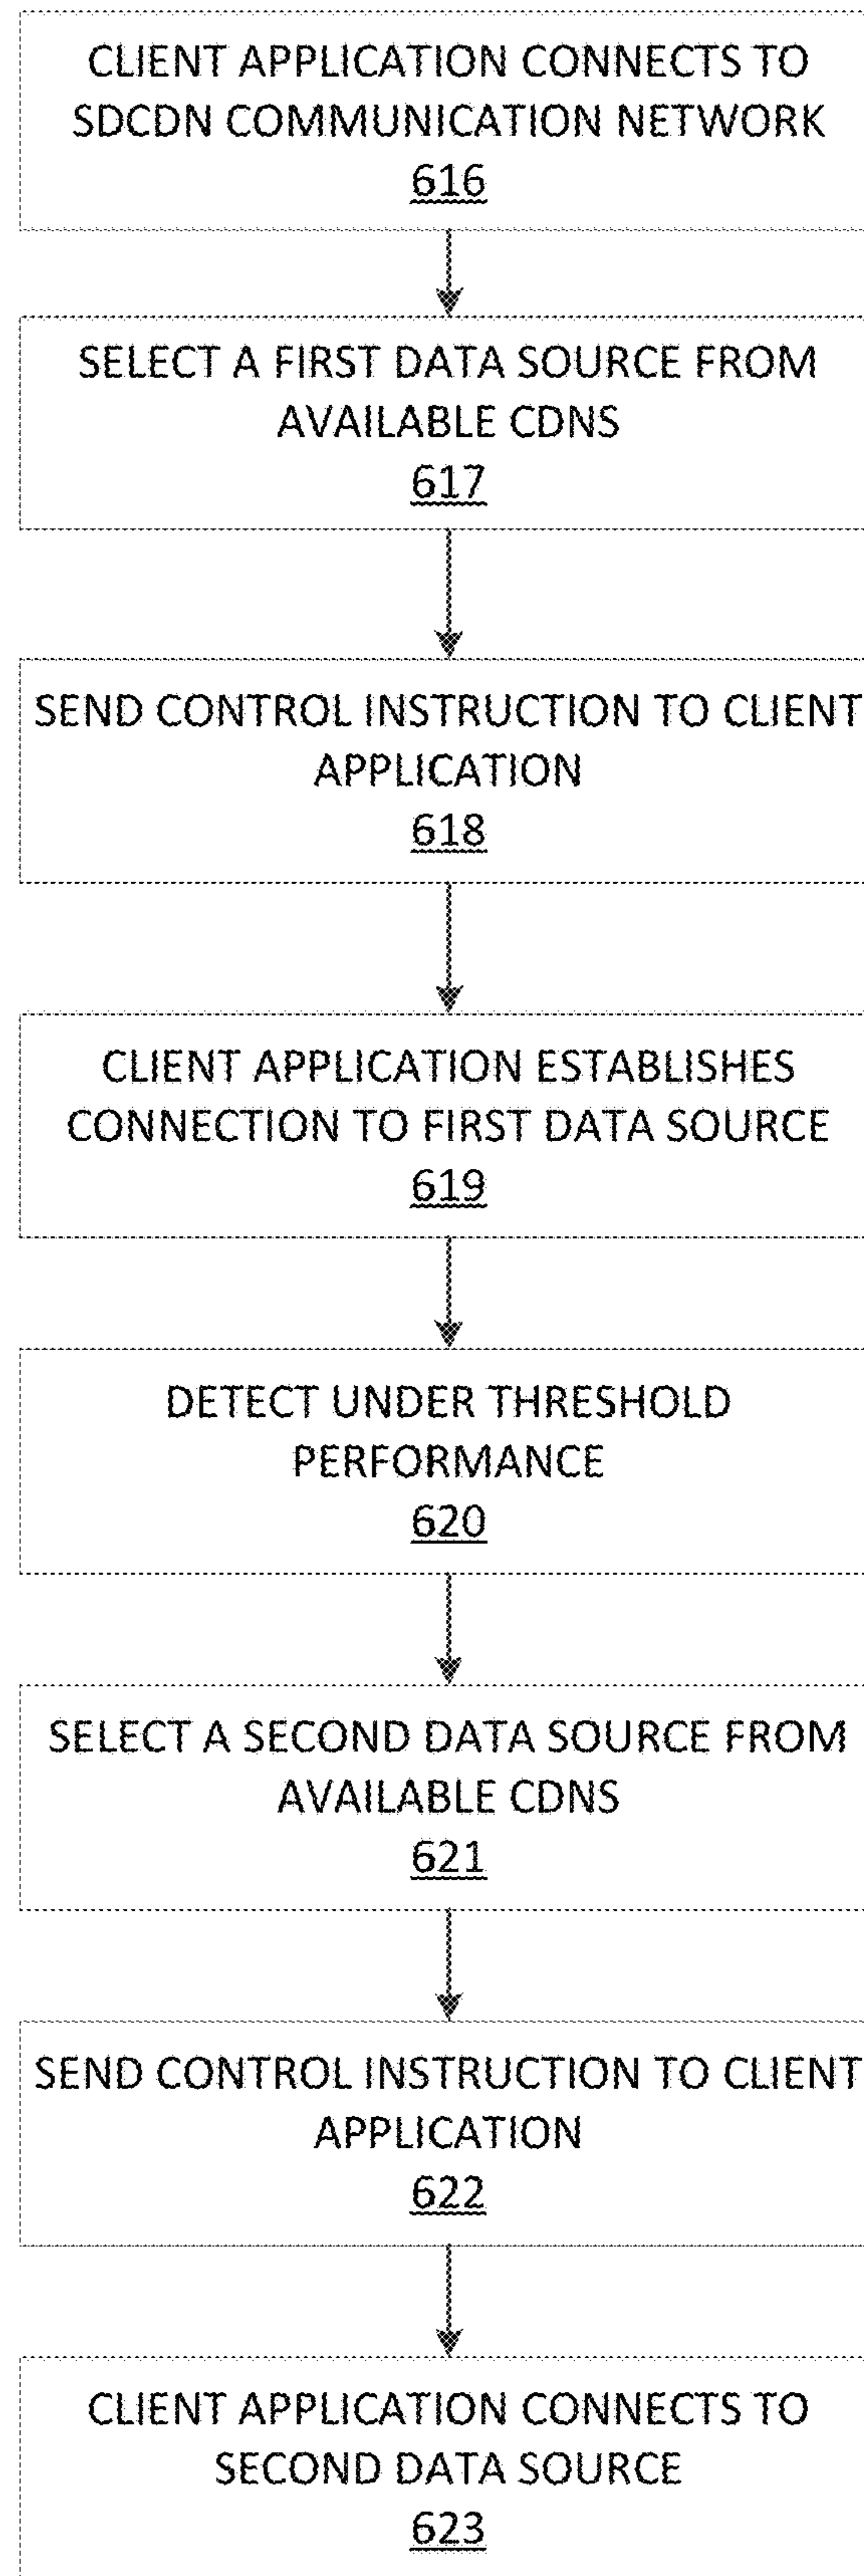 CLIENT APPLICATION CONNECTS TO
SDCDN COMMUNICATION NETWORK
616
SELECT A FIRST DATA SOURCE FROM
AVAILABLE CDNS
617
SEND CONTROL INSTRUCTION TO CLIENT
APPLICATION
618
CLIENT APPLICATION ESTABLISHES
CONNECTION TO FIRST DATA SOURCE
619
DETECT UNDER THRESHOLD
PERFORMANCE
620
SELECT A SECOND DATA SOURCE FROM
AVAILABLE CDNS
621
SEND CONTROL INSTRUCTION TO CLIENT
APPLICATION
622
CLIENT APPLICATION CONNECTS TO
SECOND DATA SOURCE
623